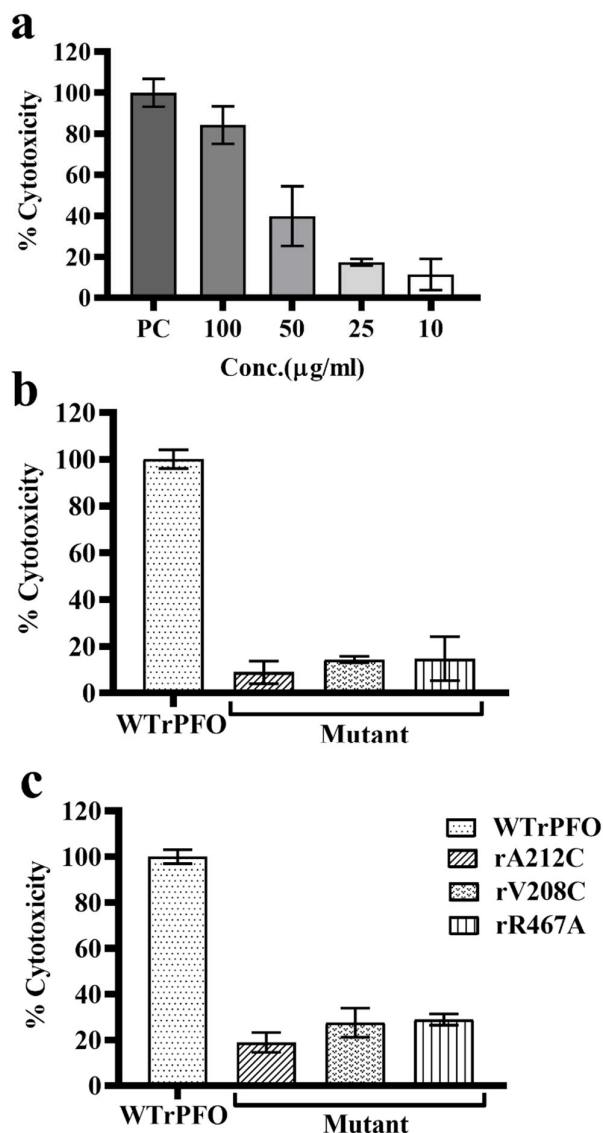 a
120
100
80
60
40
20
0
% Cytotoxicity
PC 100 50 25 10
Conc.(μg/ml)
b
120
100
80
60
40
20
0
% Cytotoxicity
WTrPFO
Mutant
c
120
100
80
60
40
20
0
% Cytotoxicity
WTrPFO
Mutant
WTrPFO
rA212C
rV208C
rR467A